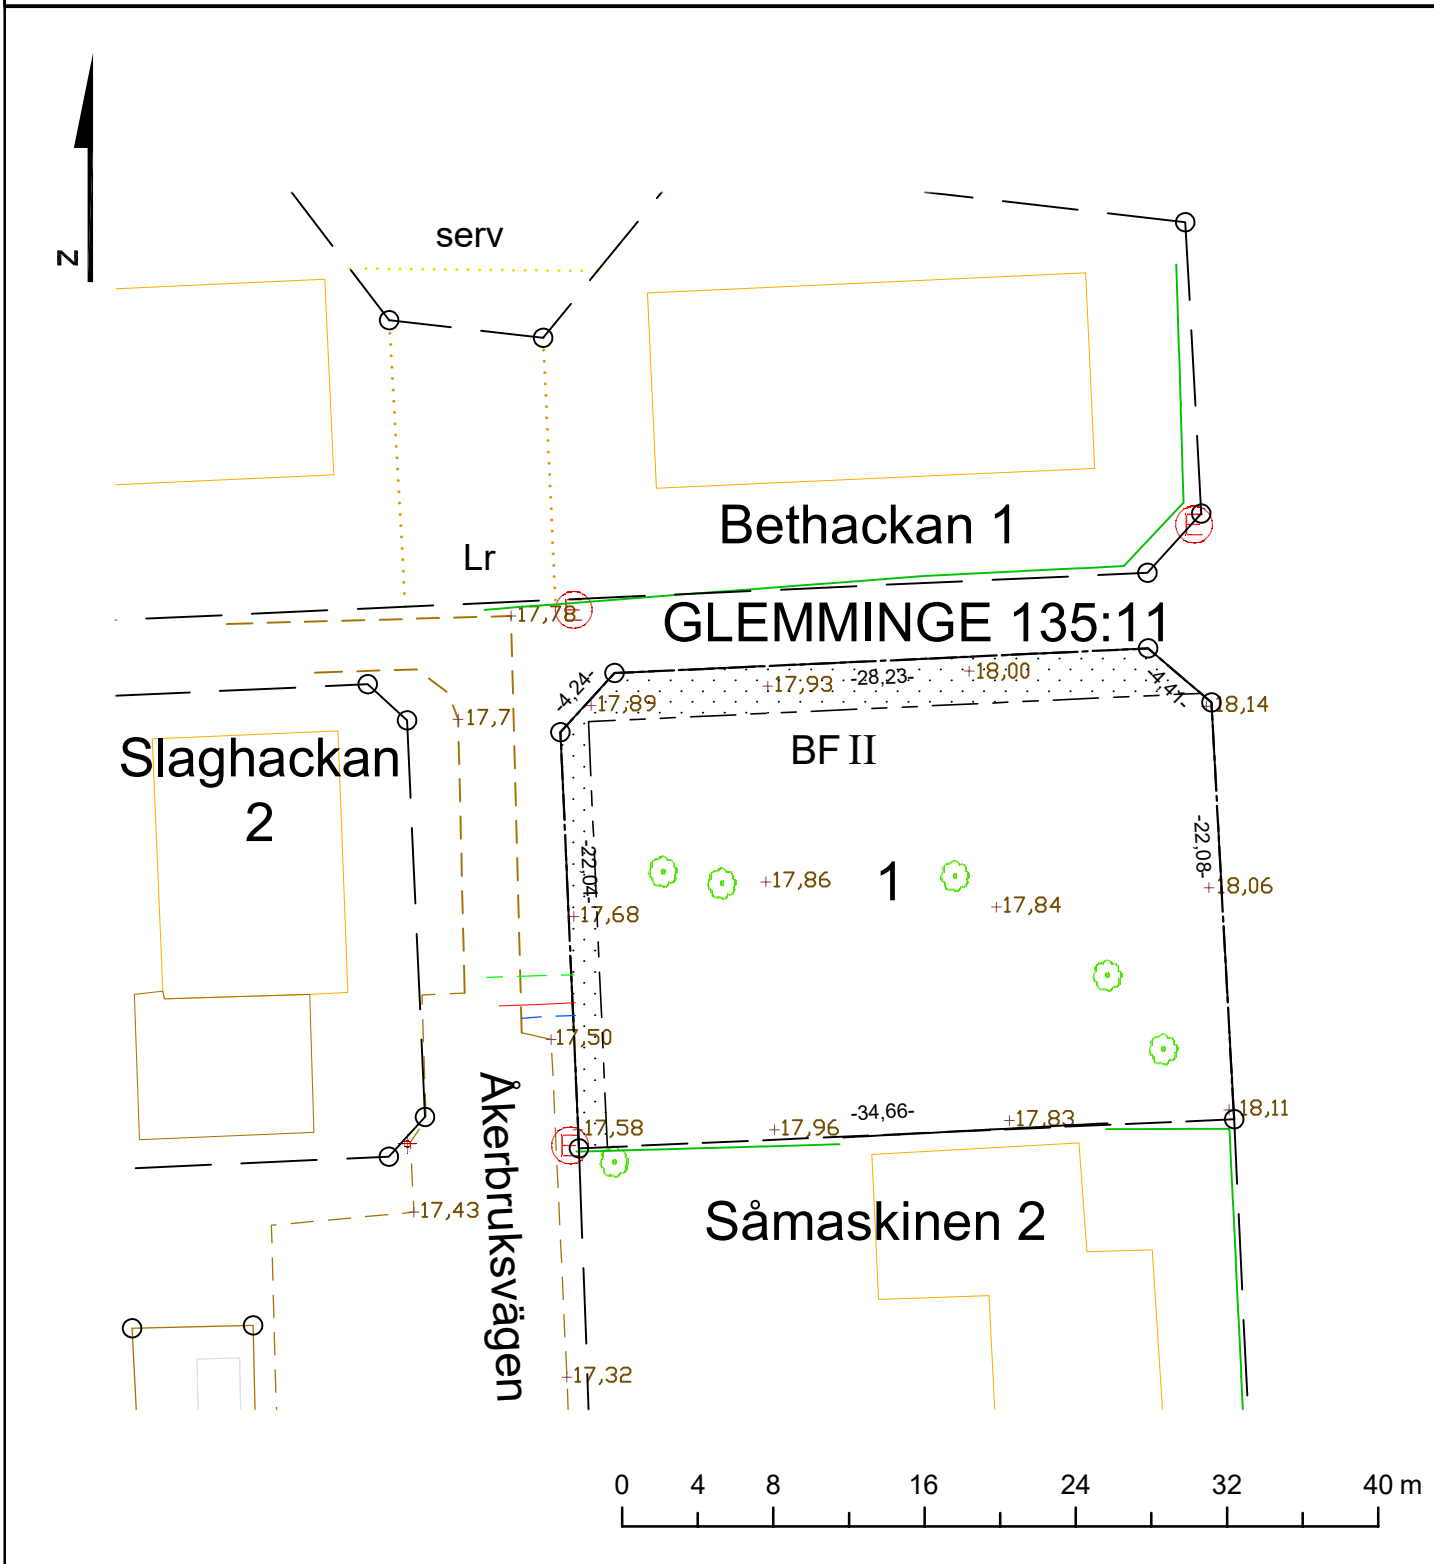 z
serv
Bethackan 1
Lr
E
E
17,78
GLEMMINGE 135:11
-4,24-
17,89
17,93
-28,23-
18,00
-4,41-
18,14
17,7
Slaghackan
2
BF II
-22,04-
17,86
1
17,84
-22,08-
18,06
17,68
17,50
Åkerbruksvägen
E
17,58
17,96
-34,66-
17,83
18,11
17,43
Såmaskinen 2
17,32
0 4 8 16 24 32 40 m